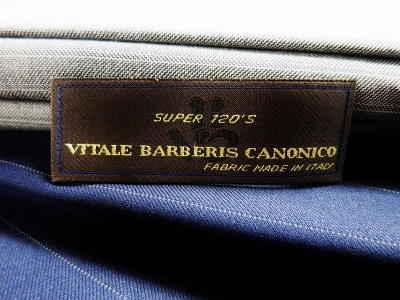 SUPER 120'S
VITALE BARBERIS CANONICO
FABRIC MADE IN ITALY